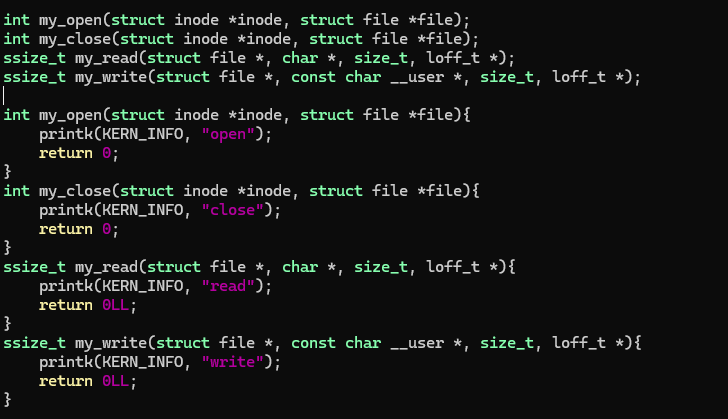 int my_open(struct inode *inode, struct file *file);
int my_close(struct inode *inode, struct file *file);
ssize_t my_read(struct file *, char *, size_t, loff_t *);
ssize_t my_write(struct file *, const char __user *, size_t, loff_t *);
int my_open(struct inode *inode, struct file *file){
    printk(KERN_INFO, "open");
    return 0;
}
int my_close(struct inode *inode, struct file *file){
    printk(KERN_INFO, "close");
    return 0;
}
ssize_t my_read(struct file *, char *, size_t, loff_t *){
    printk(KERN_INFO, "read");
    return 0LL;
}
ssize_t my_write(struct file *, const char __user *, size_t, loff_t *){
    printk(KERN_INFO, "write");
    return 0LL;
}